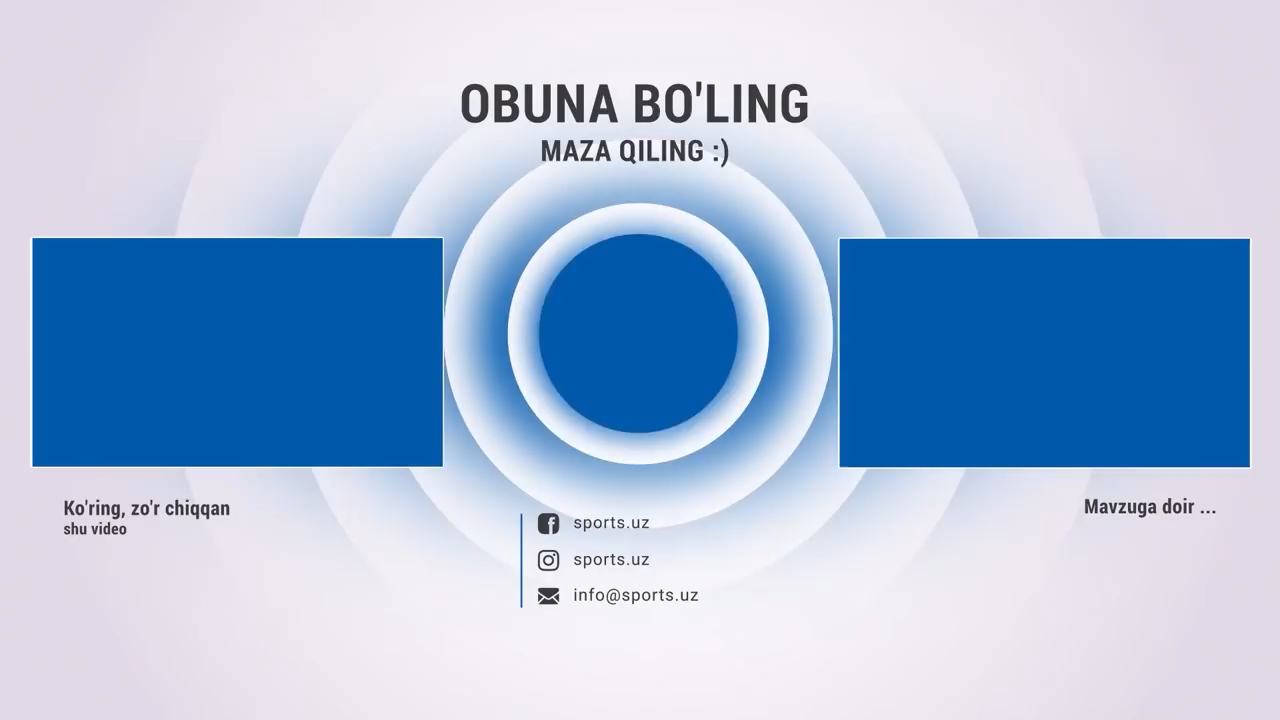 OBUNA BO'LING
MAZA QILING :)
Ko'ring, zo'r chiqqan
shu video
Mavzuga doir ...
sports.uz
sports.uz
info@sports.uz